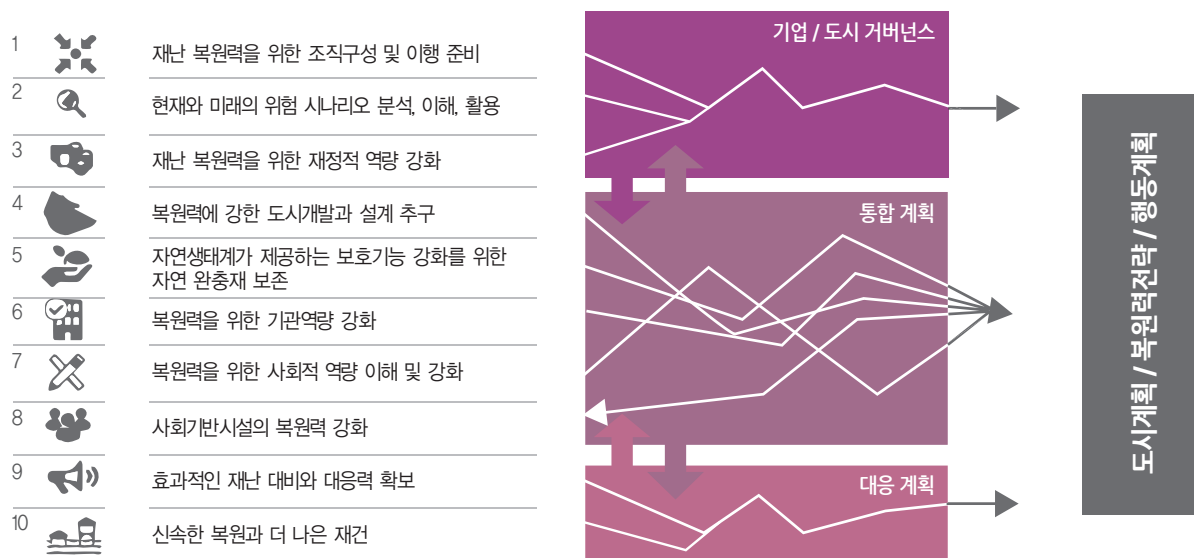 1
재난 복원력을 위한 조직구성 및 이행 준비
2
현재와 미래의 위험 시나리오 분석, 이해, 활용
3
재난 복원력을 위한 재정적 역량 강화
4
복원력에 강한 도시개발과 설계 추구
5
자연생태계가 제공하는 보호기능 강화를 위한
자연 완충재 보존
6
복원력을 위한 기관역량 강화
7
복원력을 위한 사회적 역량 이해 및 강화
8
사회기반시설의 복원력 강화
9
효과적인 재난 대비와 대응력 확보
10
신속한 복원과 더 나은 재건
기업 / 도시 거버넌스
통합 계획
대응 계획
도시계획 / 복원력전략 / 행동계획